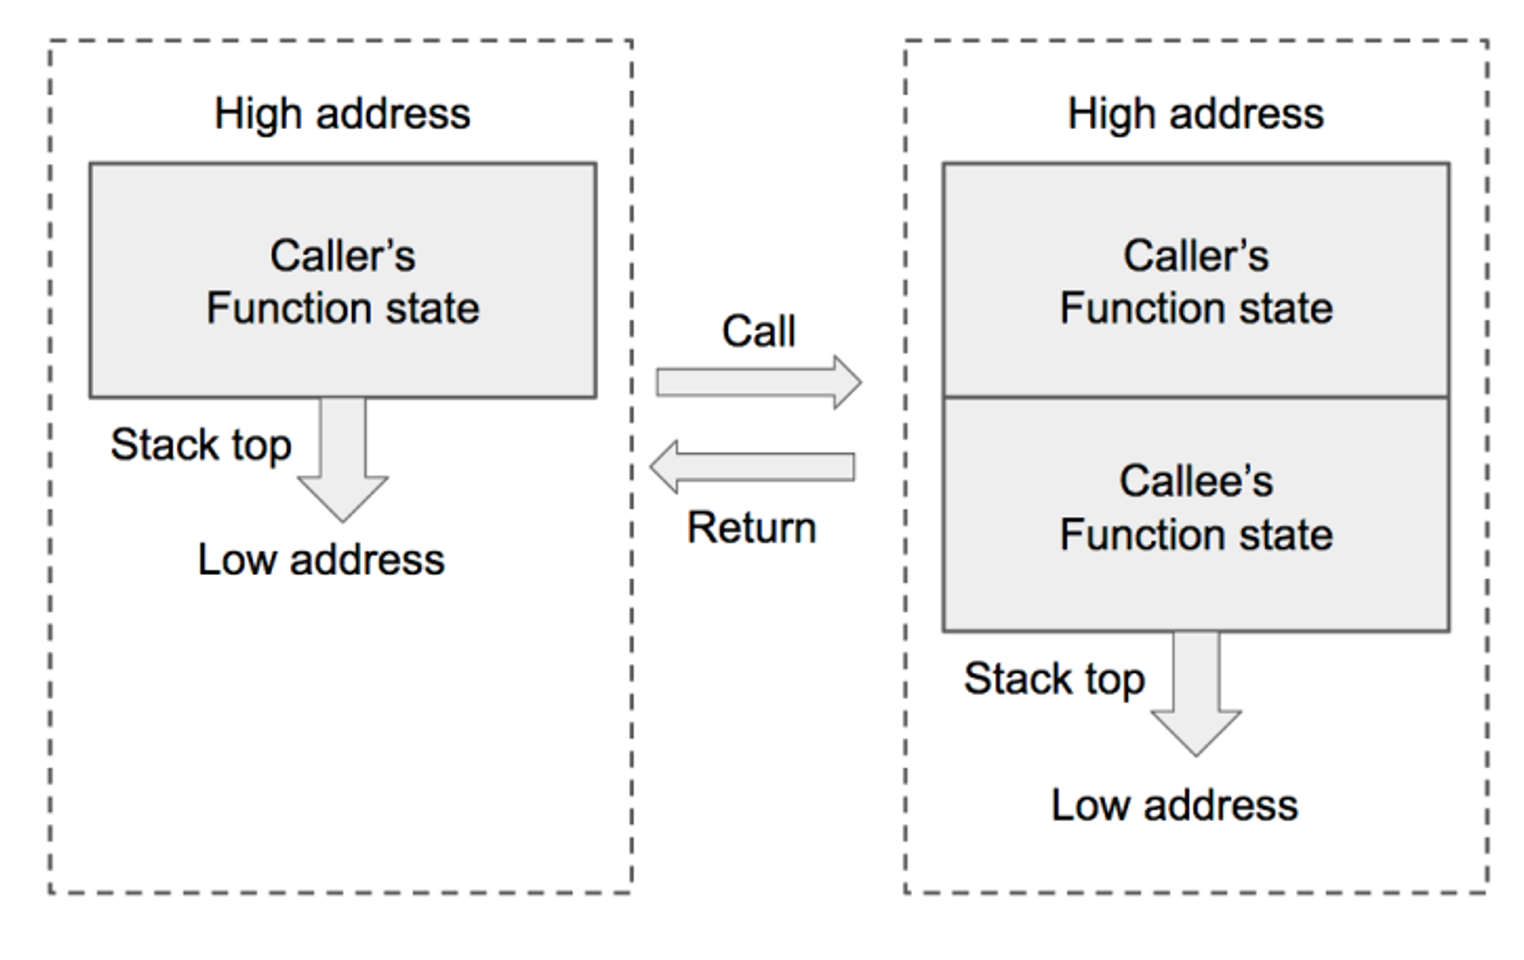 High address
Caller’s
Function state
Stack top
Low address
Call
Return
High address
Caller’s
Function state
Callee’s
Function state
Stack top
Low address